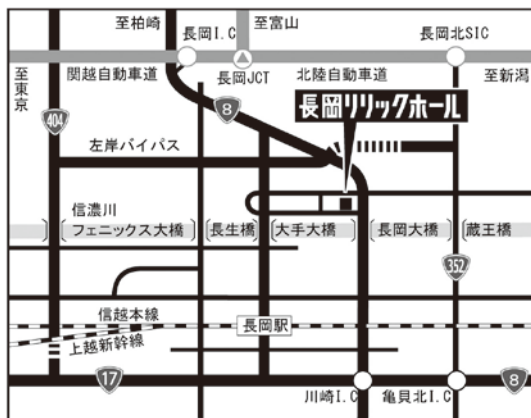 至柏崎
至富山
長岡I.C
長岡北SIC
至東京
関越自動車道
長岡JCT
北陸自動車道
至新潟
404
8
長岡リリックホール
左岸バイパス
信濃川
フェニックス大橋
長生橋
大手大橋
長岡大橋
蔵王橋
352
信越本線
長岡駅
上越新幹線
17
川崎I.C
亀貝北I.C
8